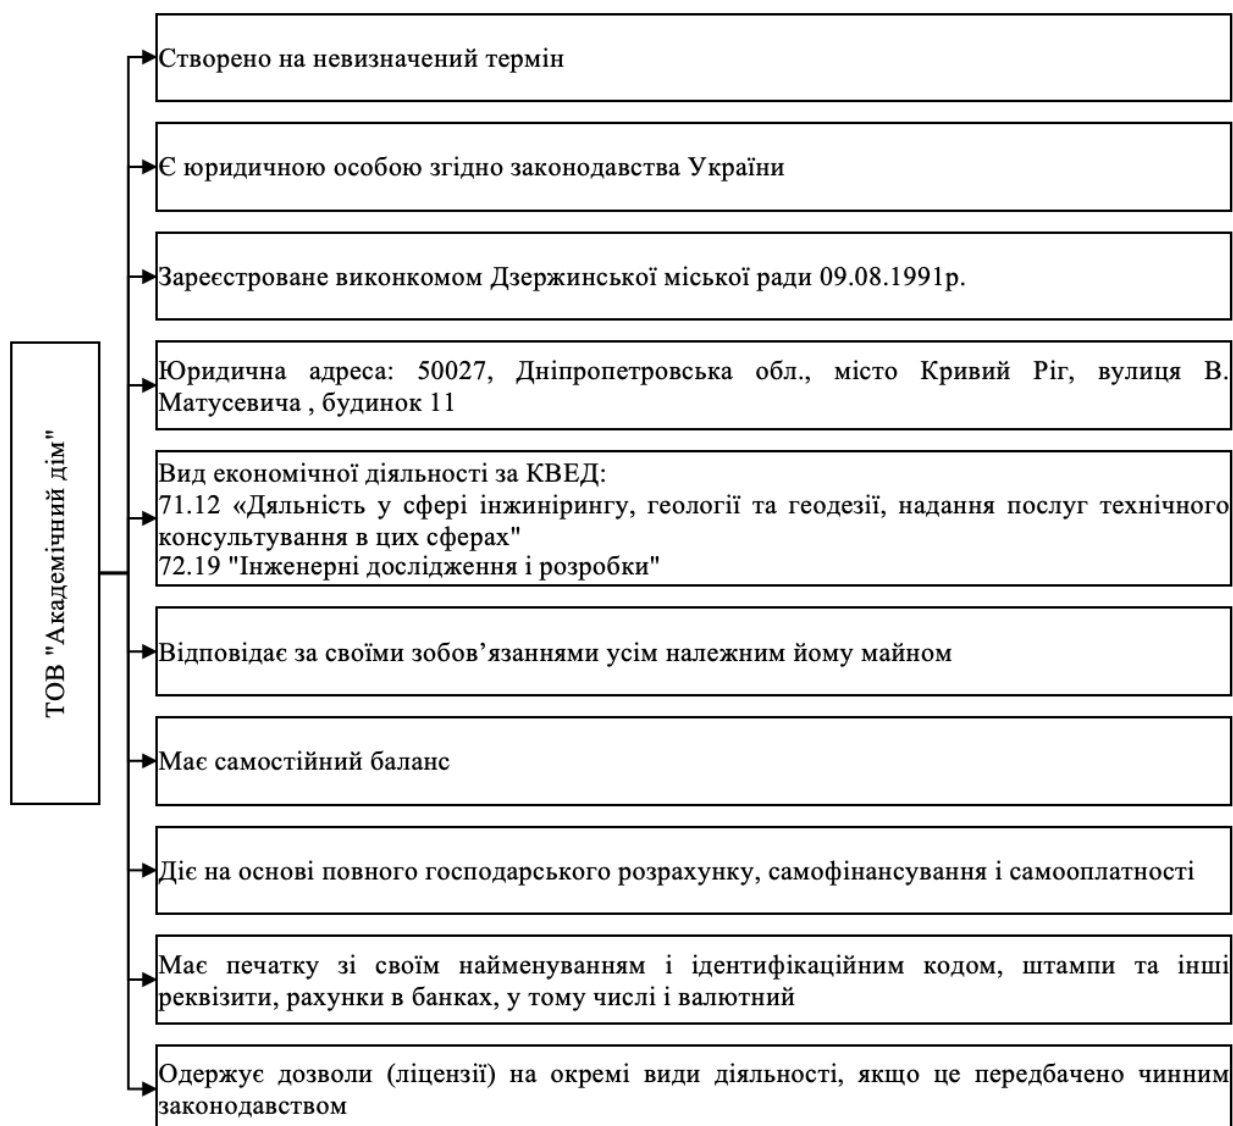 Створено на невизначений термін
Є юридичною особою згідно законодавства України
Зареєстроване виконкомом Дзержинської міської ради 09.08.1991р.
Юридична адреса: 50027, Дніпропетровська обл., місто Кривий Ріг, вулиця В.
Матусевича , будинок 11
ТОВ "Академічний дім"
Вид економічної діяльності за КВЕД:
71.12 «Дяльність у сфері інжинірингу, геології та геодезії, надання послуг технічного
консультування в цих сферах"
72.19 "Інженерні дослідження і розробки"
Відповідає за своїми зобов’язаннями усім належним йому майном
Має самостійний баланс
Діє на основі повного господарського розрахунку, самофінансування і самооплатності
Має печатку зі своїм найменуванням і ідентифікаційним кодом, штампи та інші
реквізити, рахунки в банках, у тому числі і валютний
Одержує дозволи (ліцензії) на окремі види діяльності, якщо це передбачено чинним
законодавством